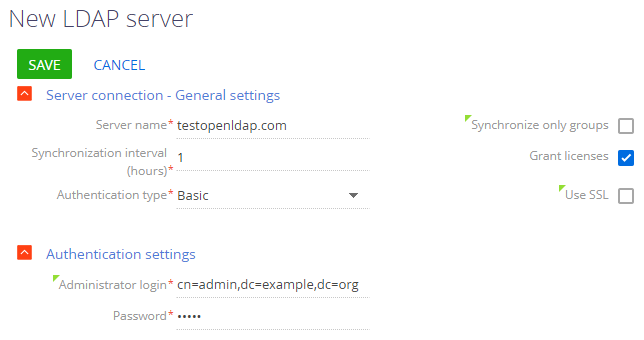 New LDAP server
SAVE CANCEL
Server connection - General settings
Server name* testopenldap.com Synchronize only groups
Synchronization interval
(hours)* 1 Grant licenses
Authentication type* Basic Use SSL
Authentication settings
Administrator login* cn=admin,dc=example,dc=org
Password* •••••